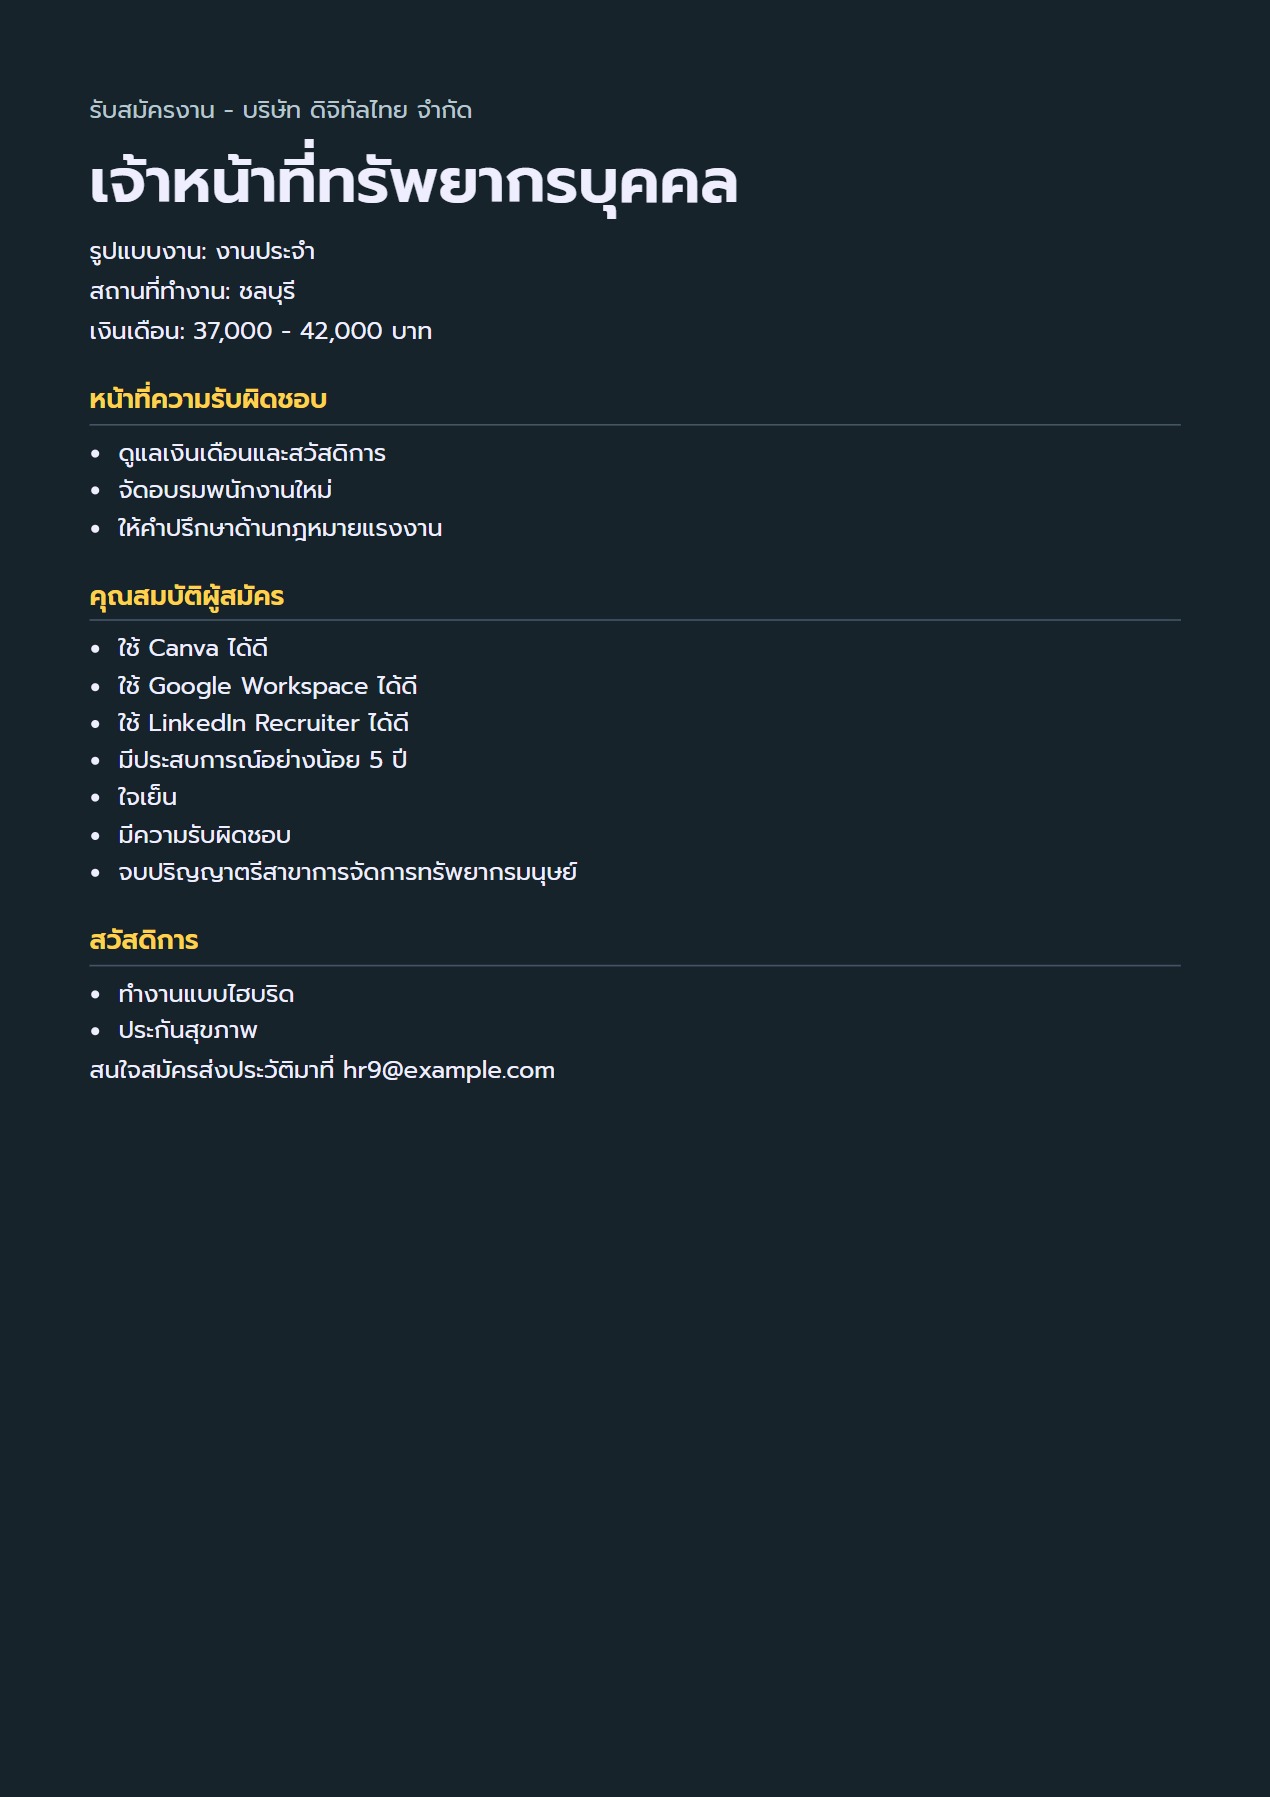 รับสมัครงาน - บริษัท ดิจิทัลไทย จำกัด
เจ้าหน้าที่ทรัพยากรบุคคล
รูปแบบงาน: งานประจำ
สถานที่ทำงาน: ชลบุรี
เงินเดือน: 37,000 - 42,000 บาท
หน้าที่ความรับผิดชอบ
• ดูแลเงินเดือนและสวัสดิการ
• จัดอบรมพนักงานใหม่
• ให้คำปรึกษาด้านกฎหมายแรงงาน
คุณสมบัติผู้สมัคร
• ใช้ Canva ได้ดี
• ใช้ Google Workspace ได้ดี
• ใช้ LinkedIn Recruiter ได้ดี
• มีประสบการณ์อย่างน้อย 5 ปี
• ใจเย็น
• มีความรับผิดชอบ
• จบปริญญาตรีสาขาการจัดการทรัพยากรมนุษย์
สวัสดิการ
• ทำงานแบบไฮบริด
• ประกันสุขภาพ
สนใจสมัครส่งประวัติมาที่ hr9@example.com